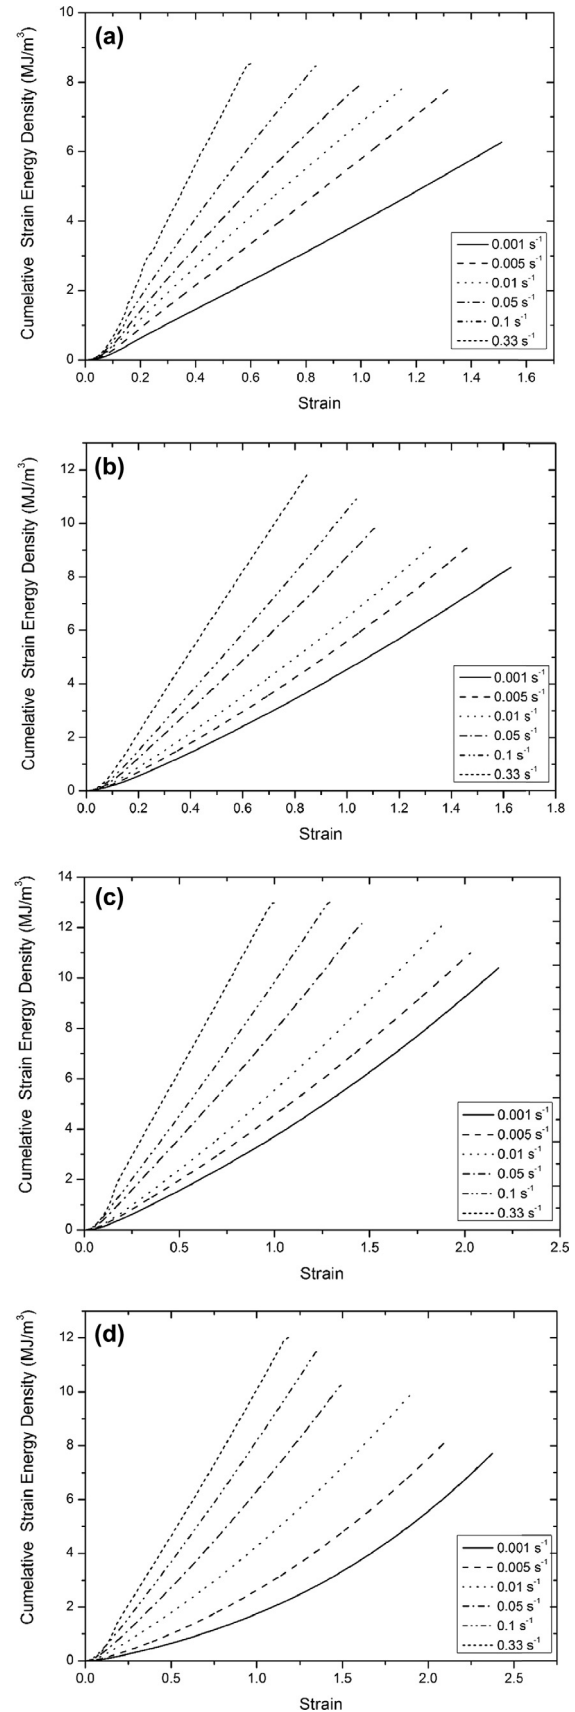 (a)
Cumelative Strain Energy Density (MJ/m³)
10
8
6
4
2
0
0.0 0.2 0.4 0.6 0.8 1.0 1.2 1.4 1.6
Strain
0.001 s⁻¹
0.005 s⁻¹
0.01 s⁻¹
0.05 s⁻¹
0.1 s⁻¹
0.33 s⁻¹
(b)
Cumelative Strain Energy Density (MJ/m³)
12
10
8
6
4
2
0
0.0 0.2 0.4 0.6 0.8 1.0 1.2 1.4 1.6 1.8
Strain
0.001 s⁻¹
0.005 s⁻¹
0.01 s⁻¹
0.05 s⁻¹
0.1 s⁻¹
0.33 s⁻¹
(c)
Cumelative Strain Energy Density (MJ/m³)
14
12
10
8
6
4
2
0
0.0 0.5 1.0 1.5 2.0 2.5
Strain
0.001 s⁻¹
0.005 s⁻¹
0.01 s⁻¹
0.05 s⁻¹
0.1 s⁻¹
0.33 s⁻¹
(d)
Cumelative Strain Energy Density (MJ/m³)
12
10
8
6
4
2
0
0.0 0.5 1.0 1.5 2.0 2.5
Strain
0.001 s⁻¹
0.005 s⁻¹
0.01 s⁻¹
0.05 s⁻¹
0.1 s⁻¹
0.33 s⁻¹